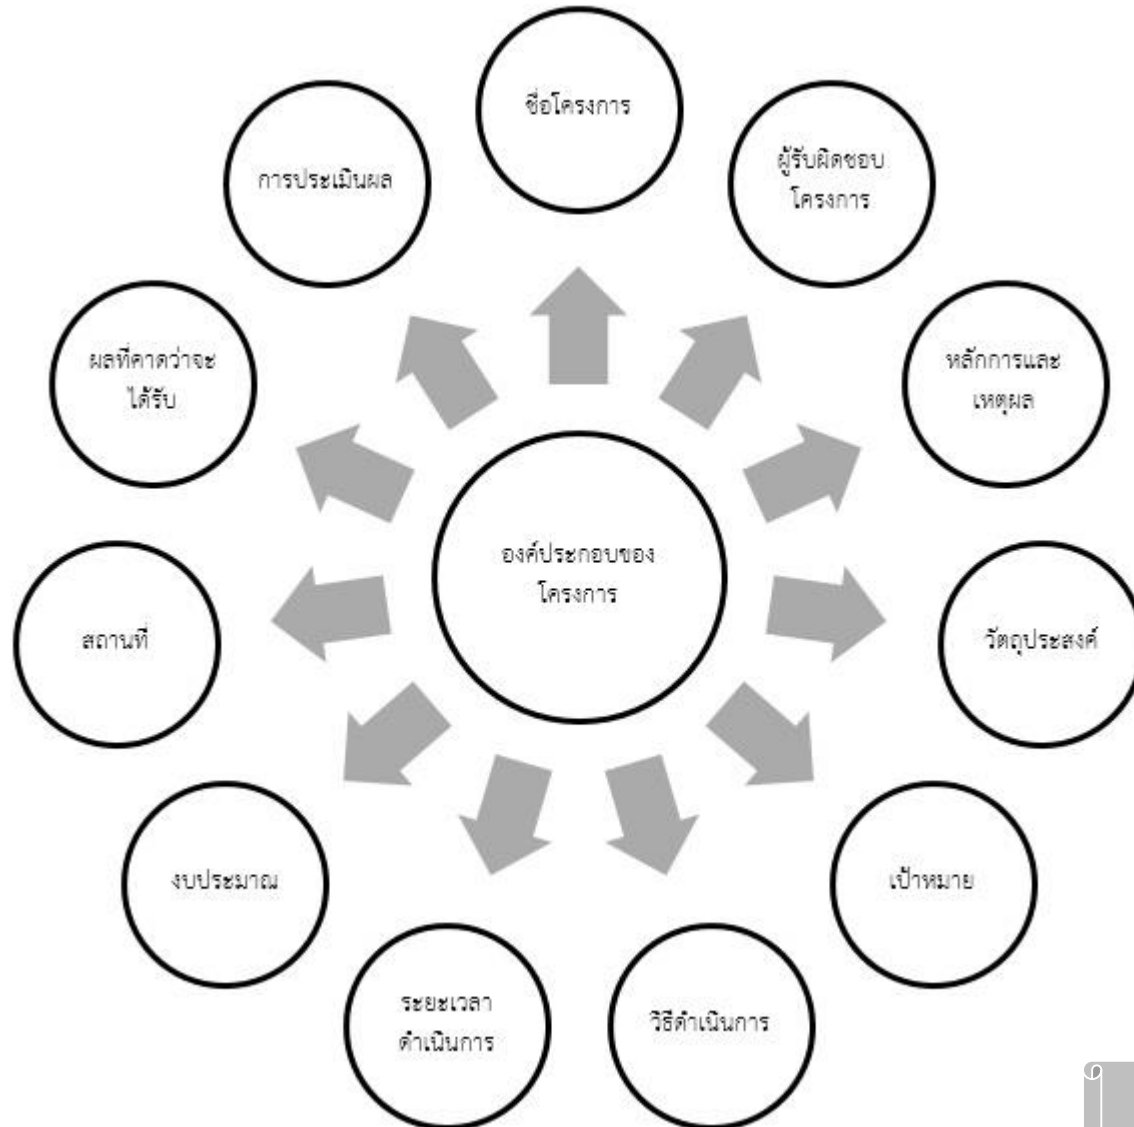 ชื่อโครงการ
ผู้รับผิดชอบ
โครงการ
หลักการและ
เหตุผล
วัตถุประสงค์
เป้าหมาย
วิธีดำเนินการ
ระยะเวลา
ดำเนินการ
งบประมาณ
สถานที่
ผลที่คาดว่าจะ
ได้รับ
การประเมินผล
องค์ประกอบของ
โครงการ